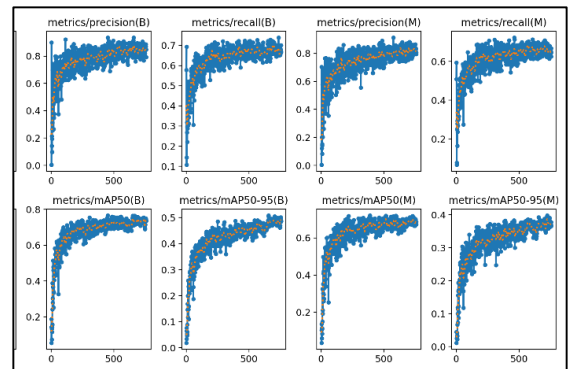 metrics/precision(B) metrics/recall(B) metrics/precision(M) metrics/recall(M)
0.8 0.7 0.8
0.6 0.6 0.6 0.6
0.5
0.4 0.4 0.4 0.4
0.3
0.2 0.2 0.2 0.2
0.0 0.1 0.0
0 500 0 500 0 500 0 500
metrics/mAP50(B) metrics/mAP50-95(B) metrics/mAP50(M) metrics/mAP50-95(M)
0.8 0.5 0.4
0.6 0.4 0.6 0.3
0.4 0.3 0.4 0.2
0.2 0.2 0.2 0.1
0.1
0.0 0.0
0 500 0 500 0 500 0 500